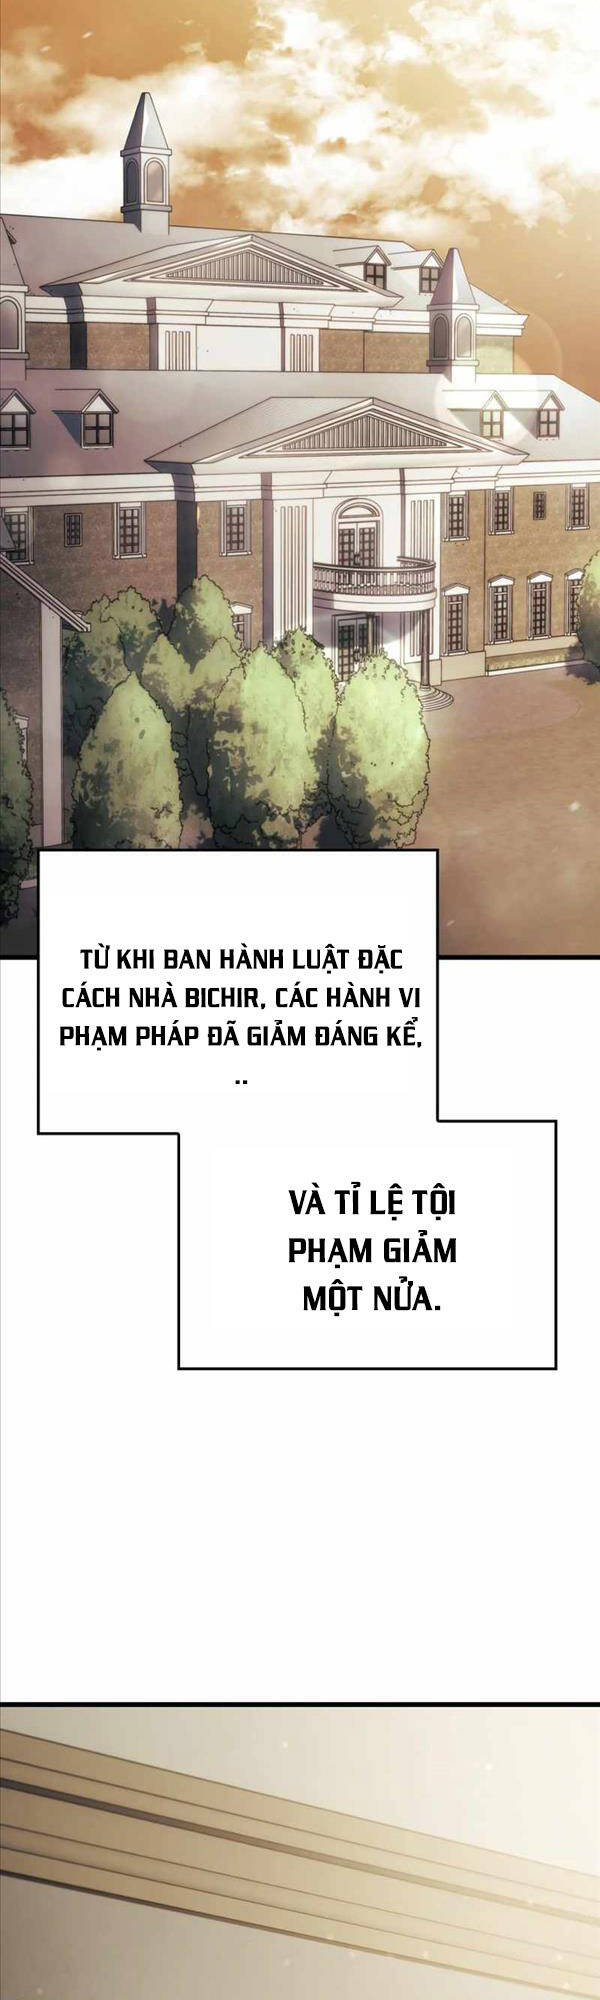 TỪ KHI BAN HÀNH LUẬT ĐẶC
CÁCH NHÀ BICHIR, CÁC HÀNH VI
PHẠM PHÁP ĐÃ GIẢM ĐÁNG KỂ,
..
VÀ TỈ LỆ TỘI
PHẠM GIẢM
MỘT NỬA.